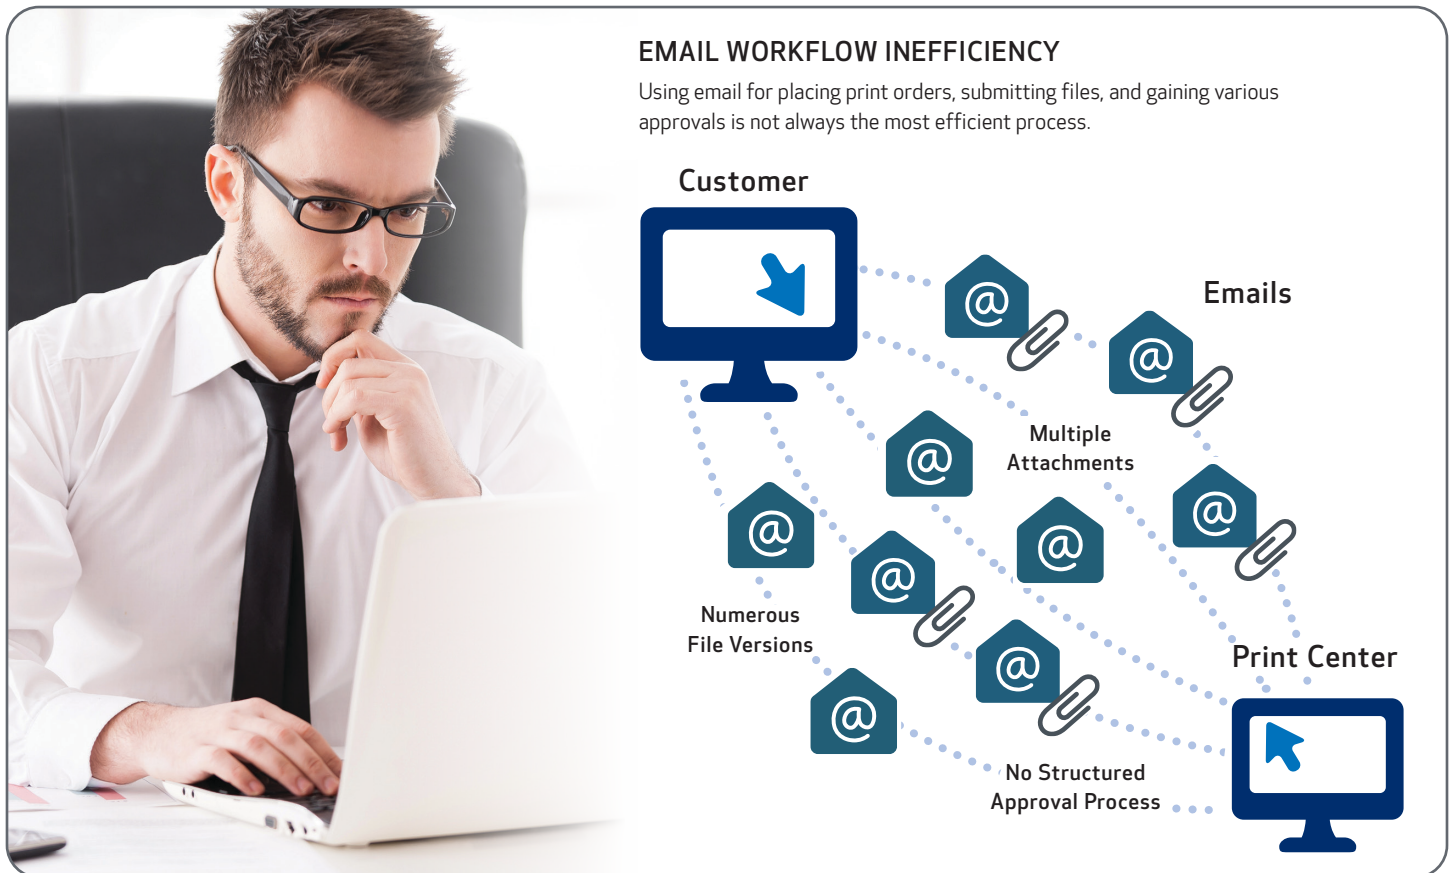 EMAIL WORKFLOW INEFFICIENCY
Using email for placing print orders, submitting files, and gaining various
approvals is not always the most efficient process.
Customer
Emails
@
@
Multiple
Attachments
@
@
@
@
@
Numerous
File Versions
@
@
Print Center
No Structured
Approval Process